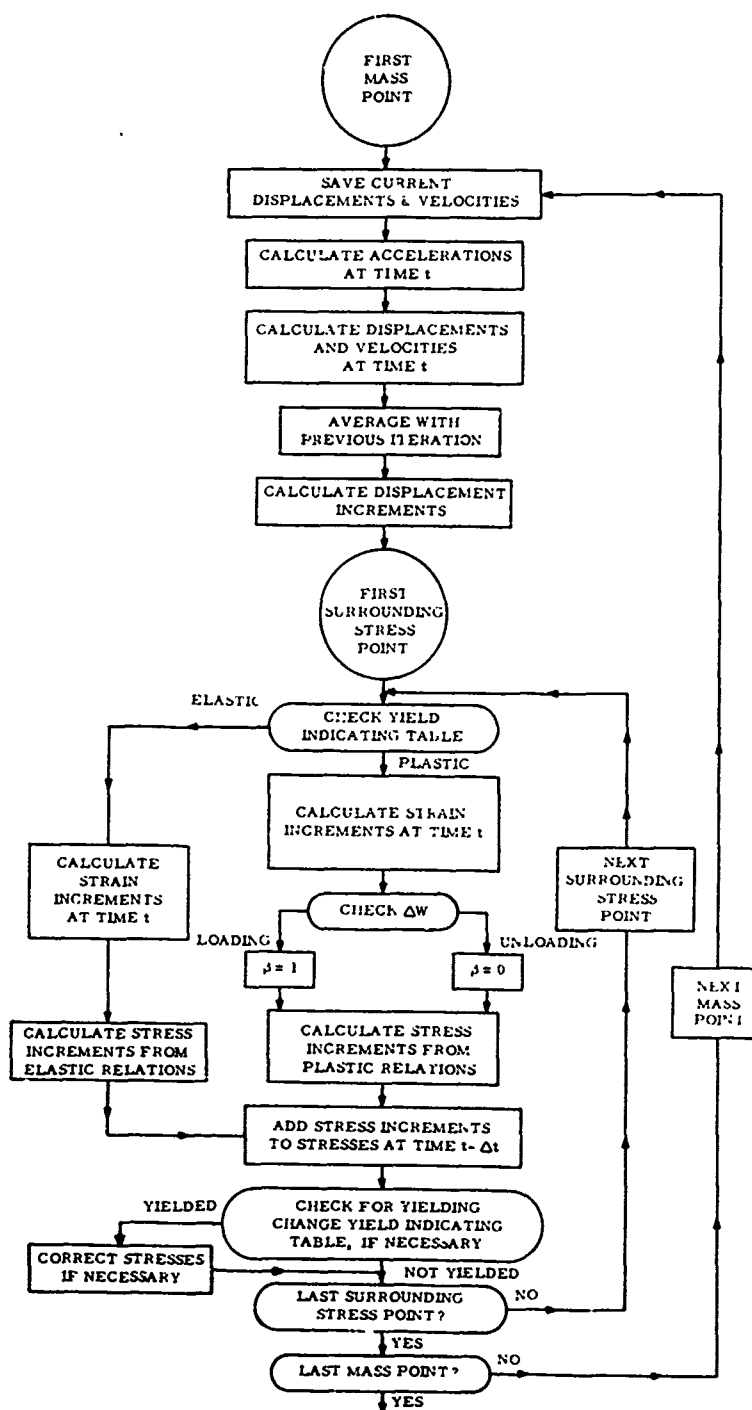 FIRST
MASS
POINT
SAVE CURRENT
DISPLACEMENTS & VELOCITIES
CALCULATE ACCELERATIONS
AT TIME t
CALCULATE DISPLACEMENTS
AND VELOCITIES
AT TIME t
AVERAGE WITH
PREVIOUS ITERATION
CALCULATE DISPLACEMENT
INCREMENTS
FIRST
SURROUNDING
STRESS
POINT
ELASTIC
CHECK YIELD
INDICATING TABLE
PLASTIC
CALCULATE STRAIN
INCREMENTS AT TIME t
CALCULATE
STRAIN
INCREMENTS
AT TIME t
NEXT
SURROUNDING
STRESS
POINT
CHECK ΔW
LOADING
UNLOADING
β = 1
β = 0
NEXT
MASS
POINT
CALCULATE STRESS
INCREMENTS FROM
ELASTIC RELATIONS
CALCULATE STRESS
INCREMENTS FROM
PLASTIC RELATIONS
ADD STRESS INCREMENTS
TO STRESSES AT TIME t- Δt
YIELDED
CHECK FOR YIELDING
CHANGE YIELD INDICATING
TABLE, IF NECESSARY
CORRECT STRESSES
IF NECESSARY
NOT YIELDED
LAST SURROUNDING
STRESS POINT?
NO
YES
LAST MASS POINT?
NO
YES